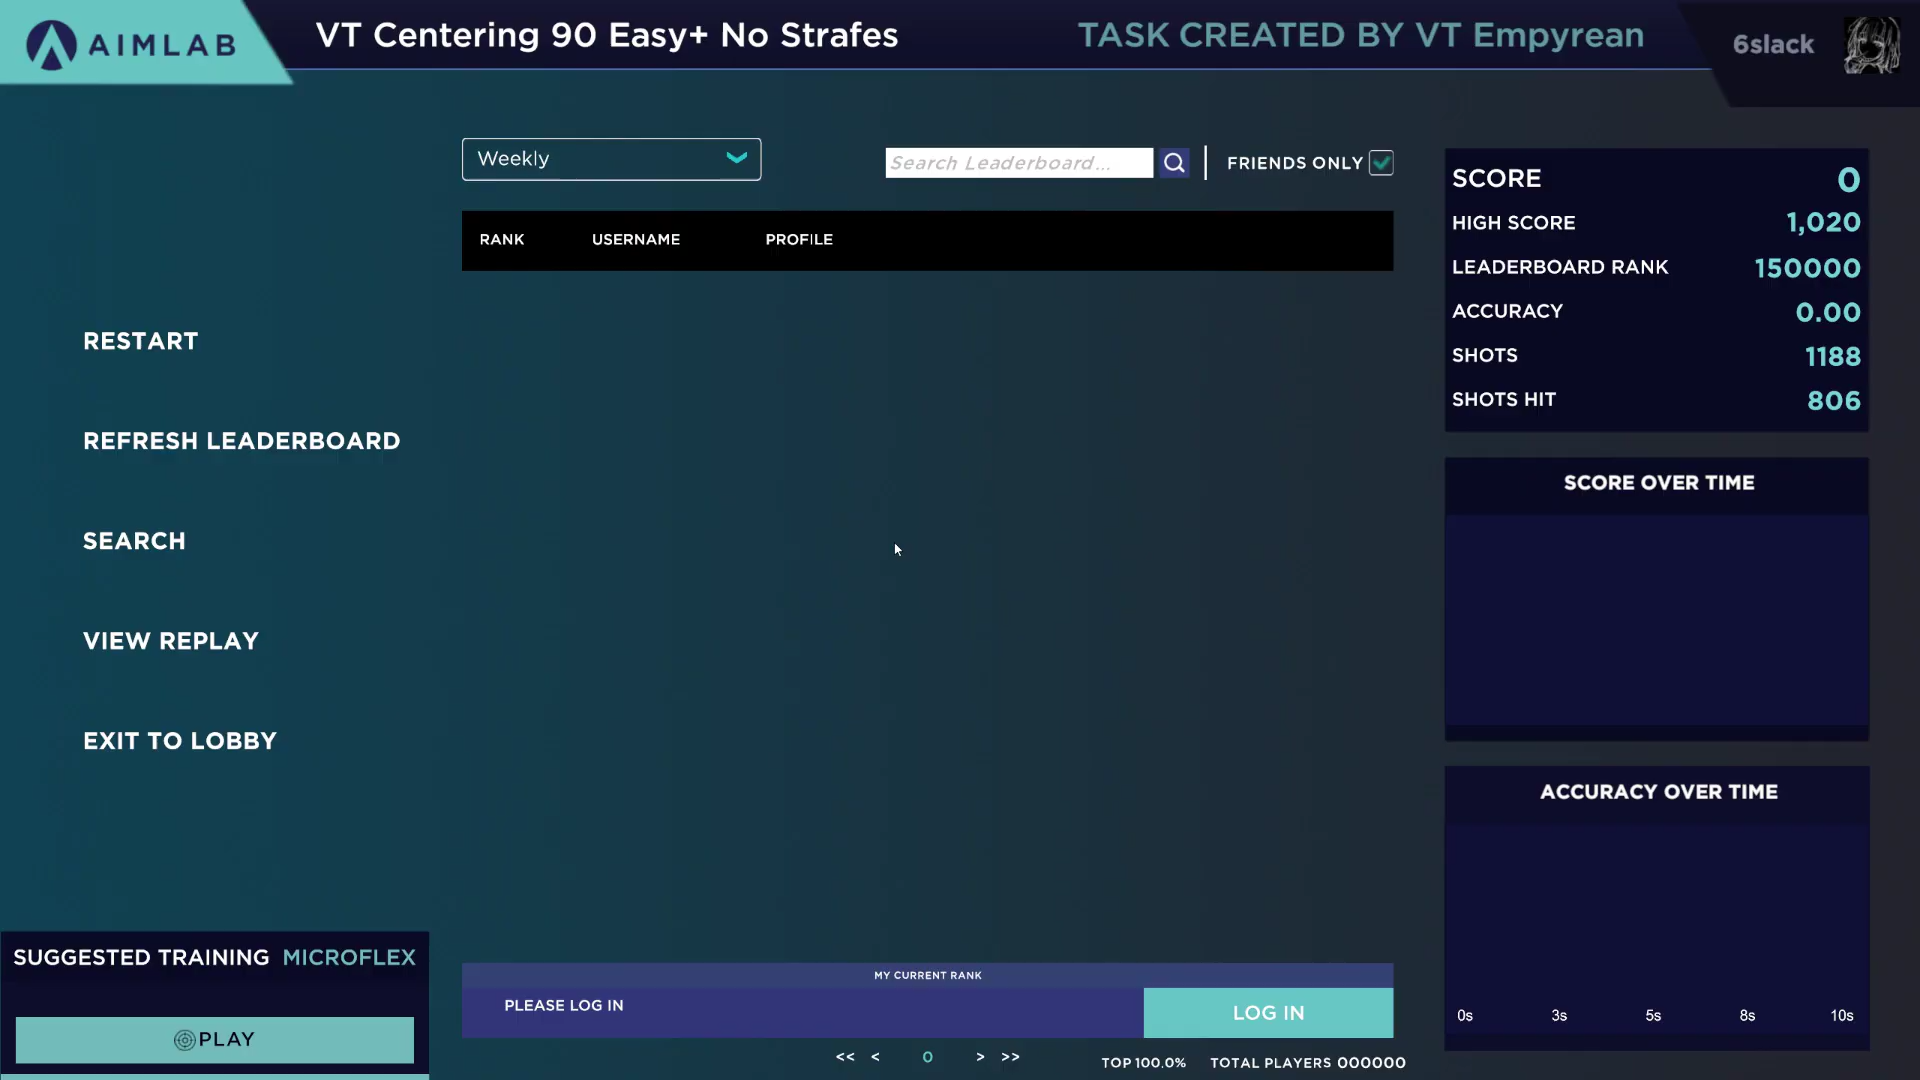 AIMLAB
VT Centering 90 Easy+ No Strafes
TASK CREATED BY VT Empyrean
6slack
Weekly
Search Leaderboard...
FRIENDS ONLY
RANK USERNAME PROFILE
RESTART
REFRESH LEADERBOARD
SEARCH
VIEW REPLAY
EXIT TO LOBBY
SCORE 0
HIGH SCORE 1,020
LEADERBOARD RANK 150000
ACCURACY 0.00
SHOTS 1188
SHOTS HIT 806
SCORE OVER TIME
ACCURACY OVER TIME
0s 3s 5s 8s 10s
SUGGESTED TRAINING MICROFLEX
PLAY
MY CURRENT RANK
PLEASE LOG IN
LOG IN
<< < 0 > >>
TOP 100.0% TOTAL PLAYERS 000000